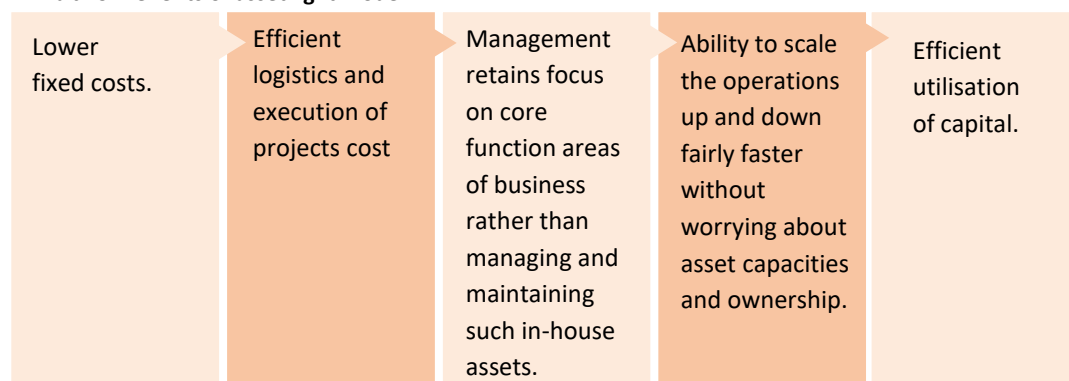 Lower
fixed costs.
Efficient
logistics and
execution of
projects cost
Management
retains focus
on core
function areas
of business
rather than
managing and
maintaining
such in-house
assets.
Ability to scale
the operations
up and down
fairly faster
without
worrying about
asset capacities
and ownership.
Efficient
utilisation
of capital.